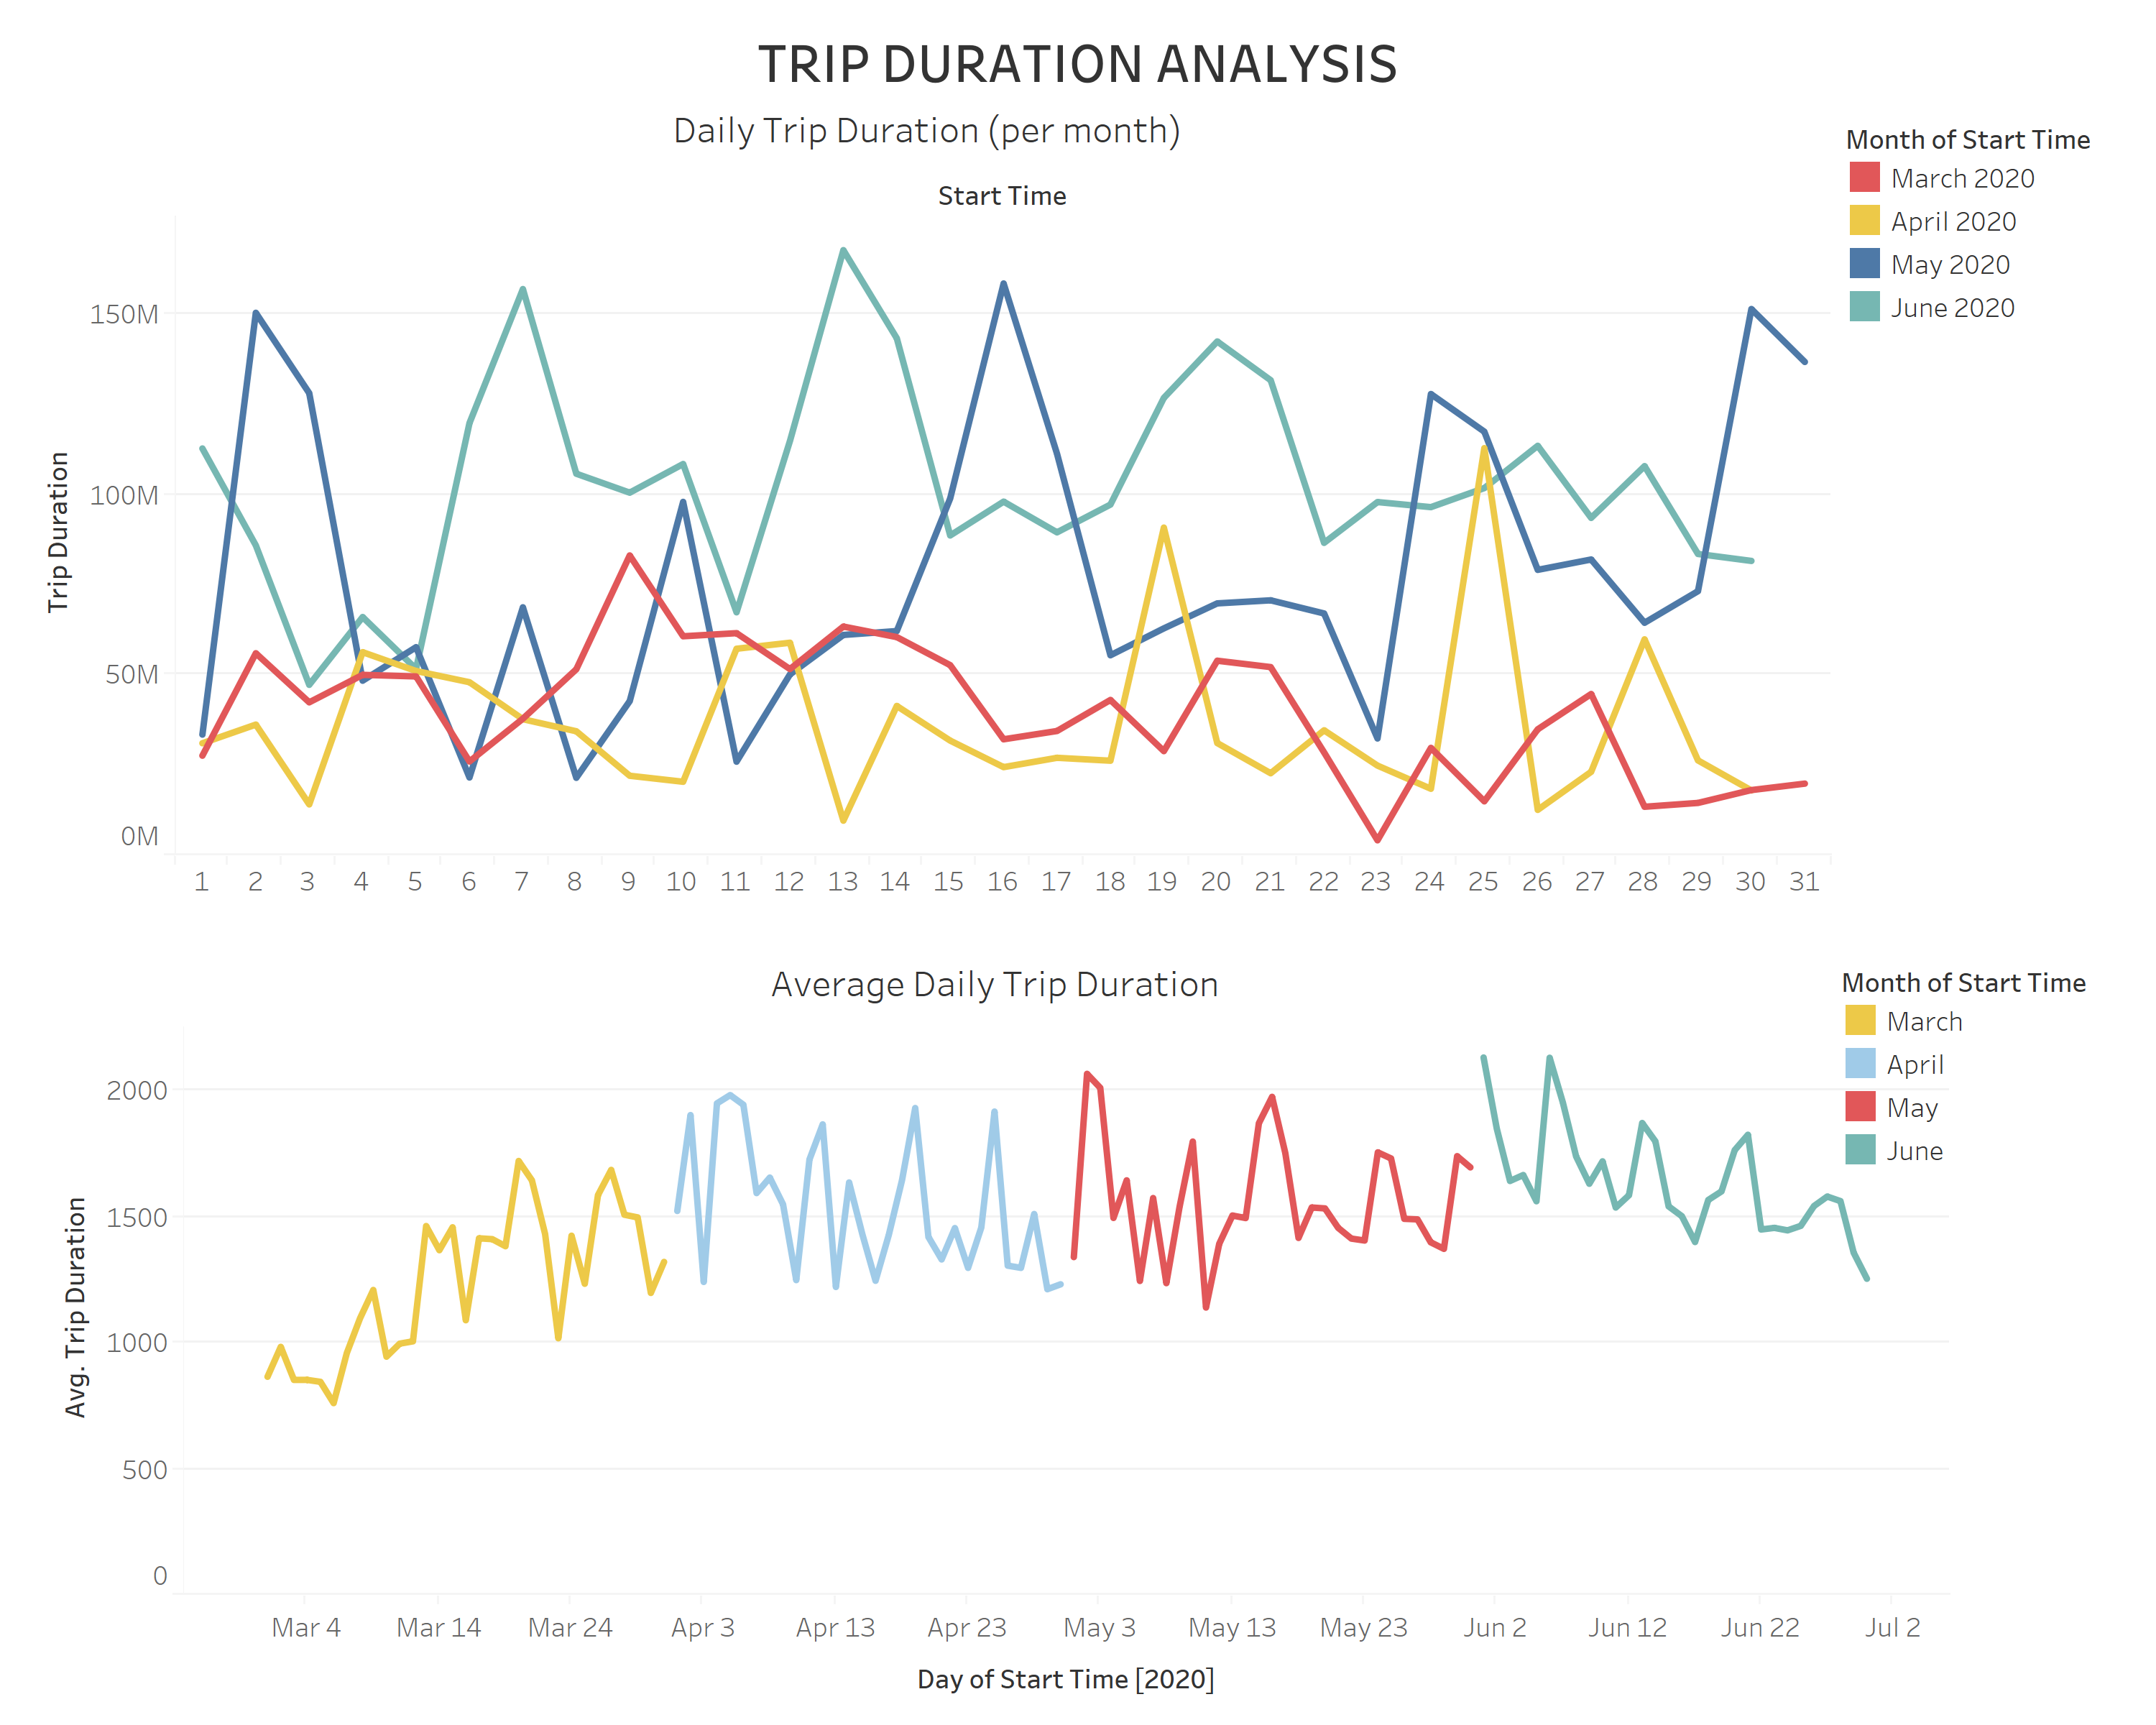 TRIP DURATION ANALYSIS
Daily Trip Duration (per month)
Month of Start Time
March 2020
April 2020
May 2020
June 2020
Start Time
Trip Duration
150M
100M
50M
0M
1 2 3 4 5 6 7 8 9 10 11 12 13 14 15 16 17 18 19 20 21 22 23 24 25 26 27 28 29 30 31
Average Daily Trip Duration
Month of Start Time
March
April
May
June
Avg. Trip Duration
2000
1500
1000
500
0
Mar 4 Mar 14 Mar 24 Apr 3 Apr 13 Apr 23 May 3 May 13 May 23 Jun 2 Jun 12 Jun 22 Jul 2
Day of Start Time [2020]